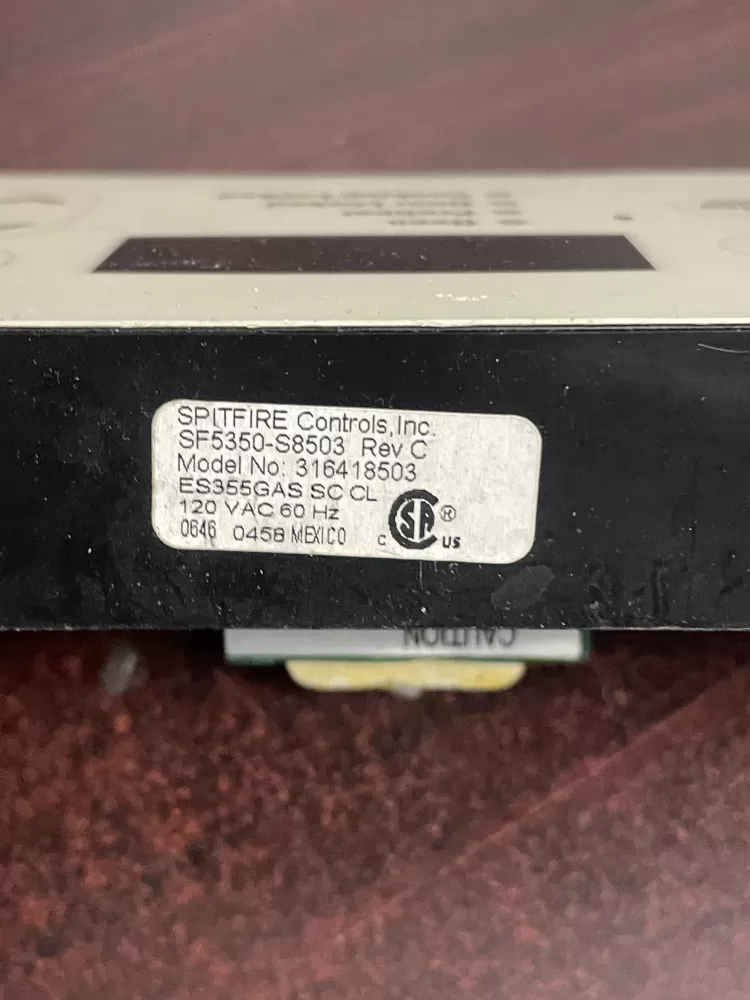 SPITFIRE Controls, Inc.
SF5350-S8503 Rev C
Model No: 316418503
ES355GAS SC CL
120 VAC 60 Hz
0646 0458 MEXICO
C SA ® US
CAUTION